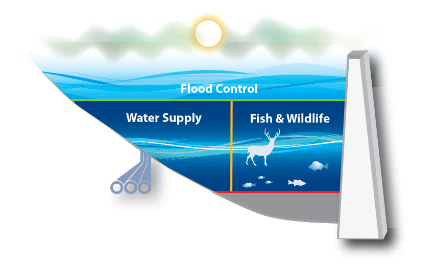 Flood Control
Water Supply
Fish & Wildlife